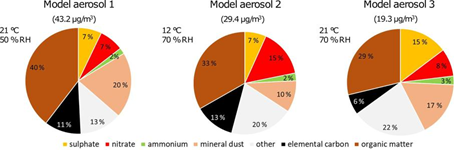 Model aerosol 1
(43.2 µg/m³)
21 °C
50 % RH
7 %
7 %
2%
20 %
13 %
11 %
40 %
Model aerosol 2
(29.4 µg/m³)
12 °C
70 % RH
7 %
15 %
2 %
10 %
20 %
13 %
33 %
Model aerosol 3
(19.3 µg/m³)
21 °C
70 % RH
15 %
8 %
3 %
17 %
22 %
6 %
29 %
sulphate nitrate ammonium mineral dust other elemental carbon organic matter